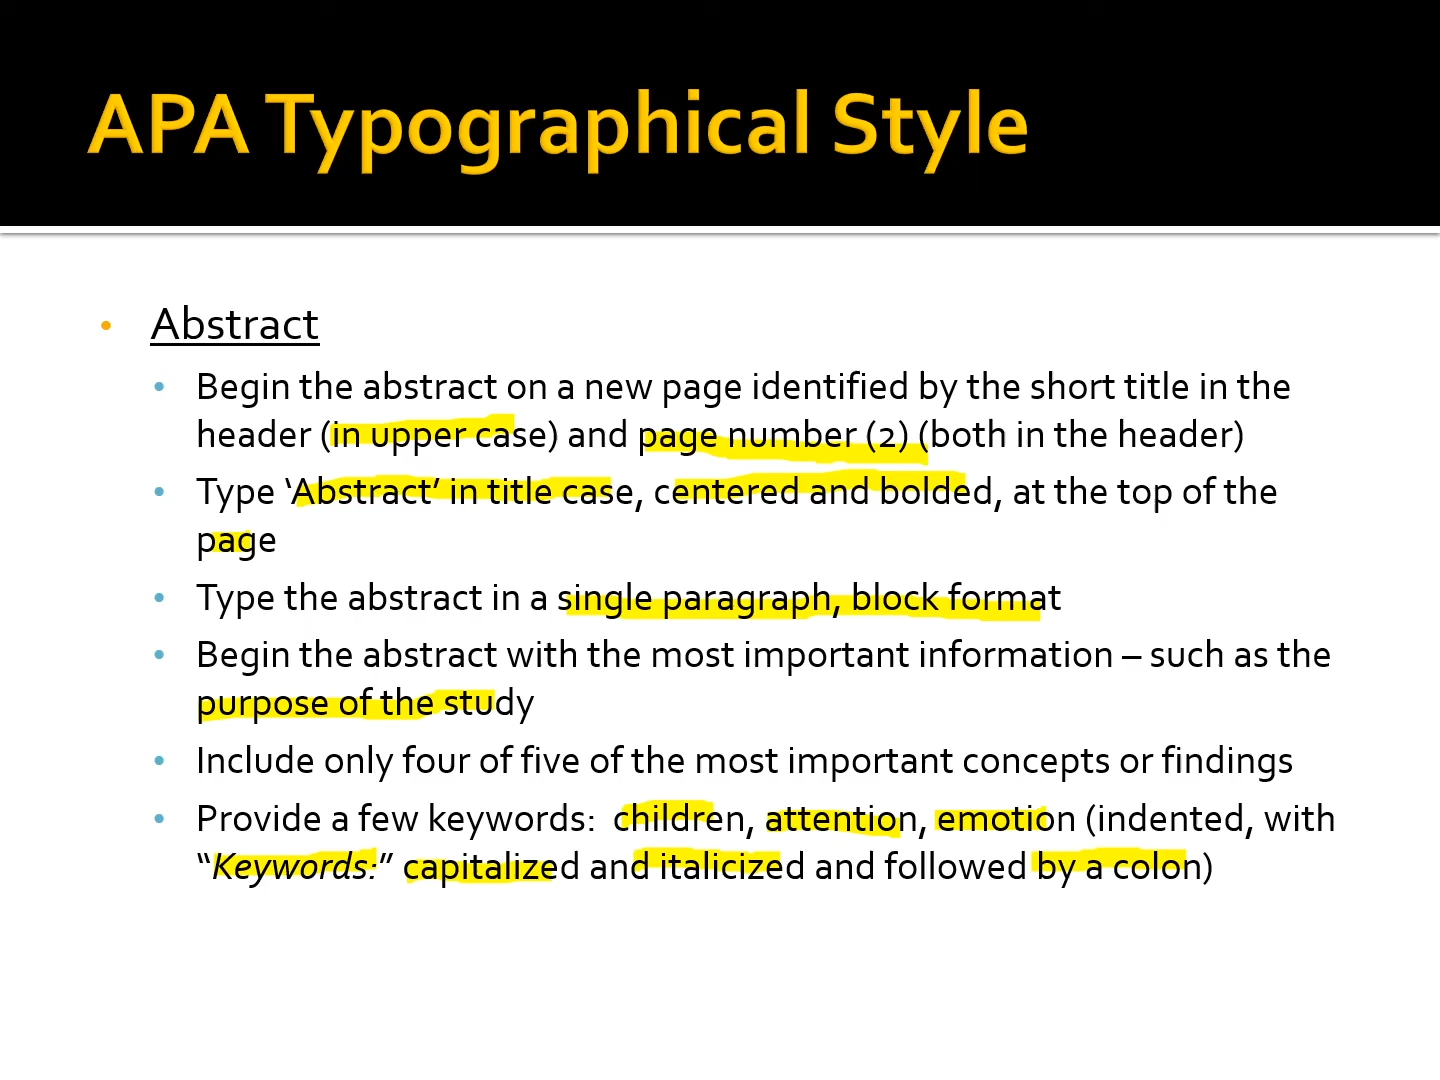 APA Typographical Style
• Abstract
• Begin the abstract on a new page identified by the short title in the
header (in upper case) and page number (2) (both in the header)
• Type ‘Abstract’ in title case, centered and bolded, at the top of the
page
• Type the abstract in a single paragraph, block format
• Begin the abstract with the most important information – such as the
purpose of the study
• Include only four of five of the most important concepts or findings
• Provide a few keywords:  children, attention, emotion (indented, with
“Keywords:” capitalized and italicized and followed by a colon)